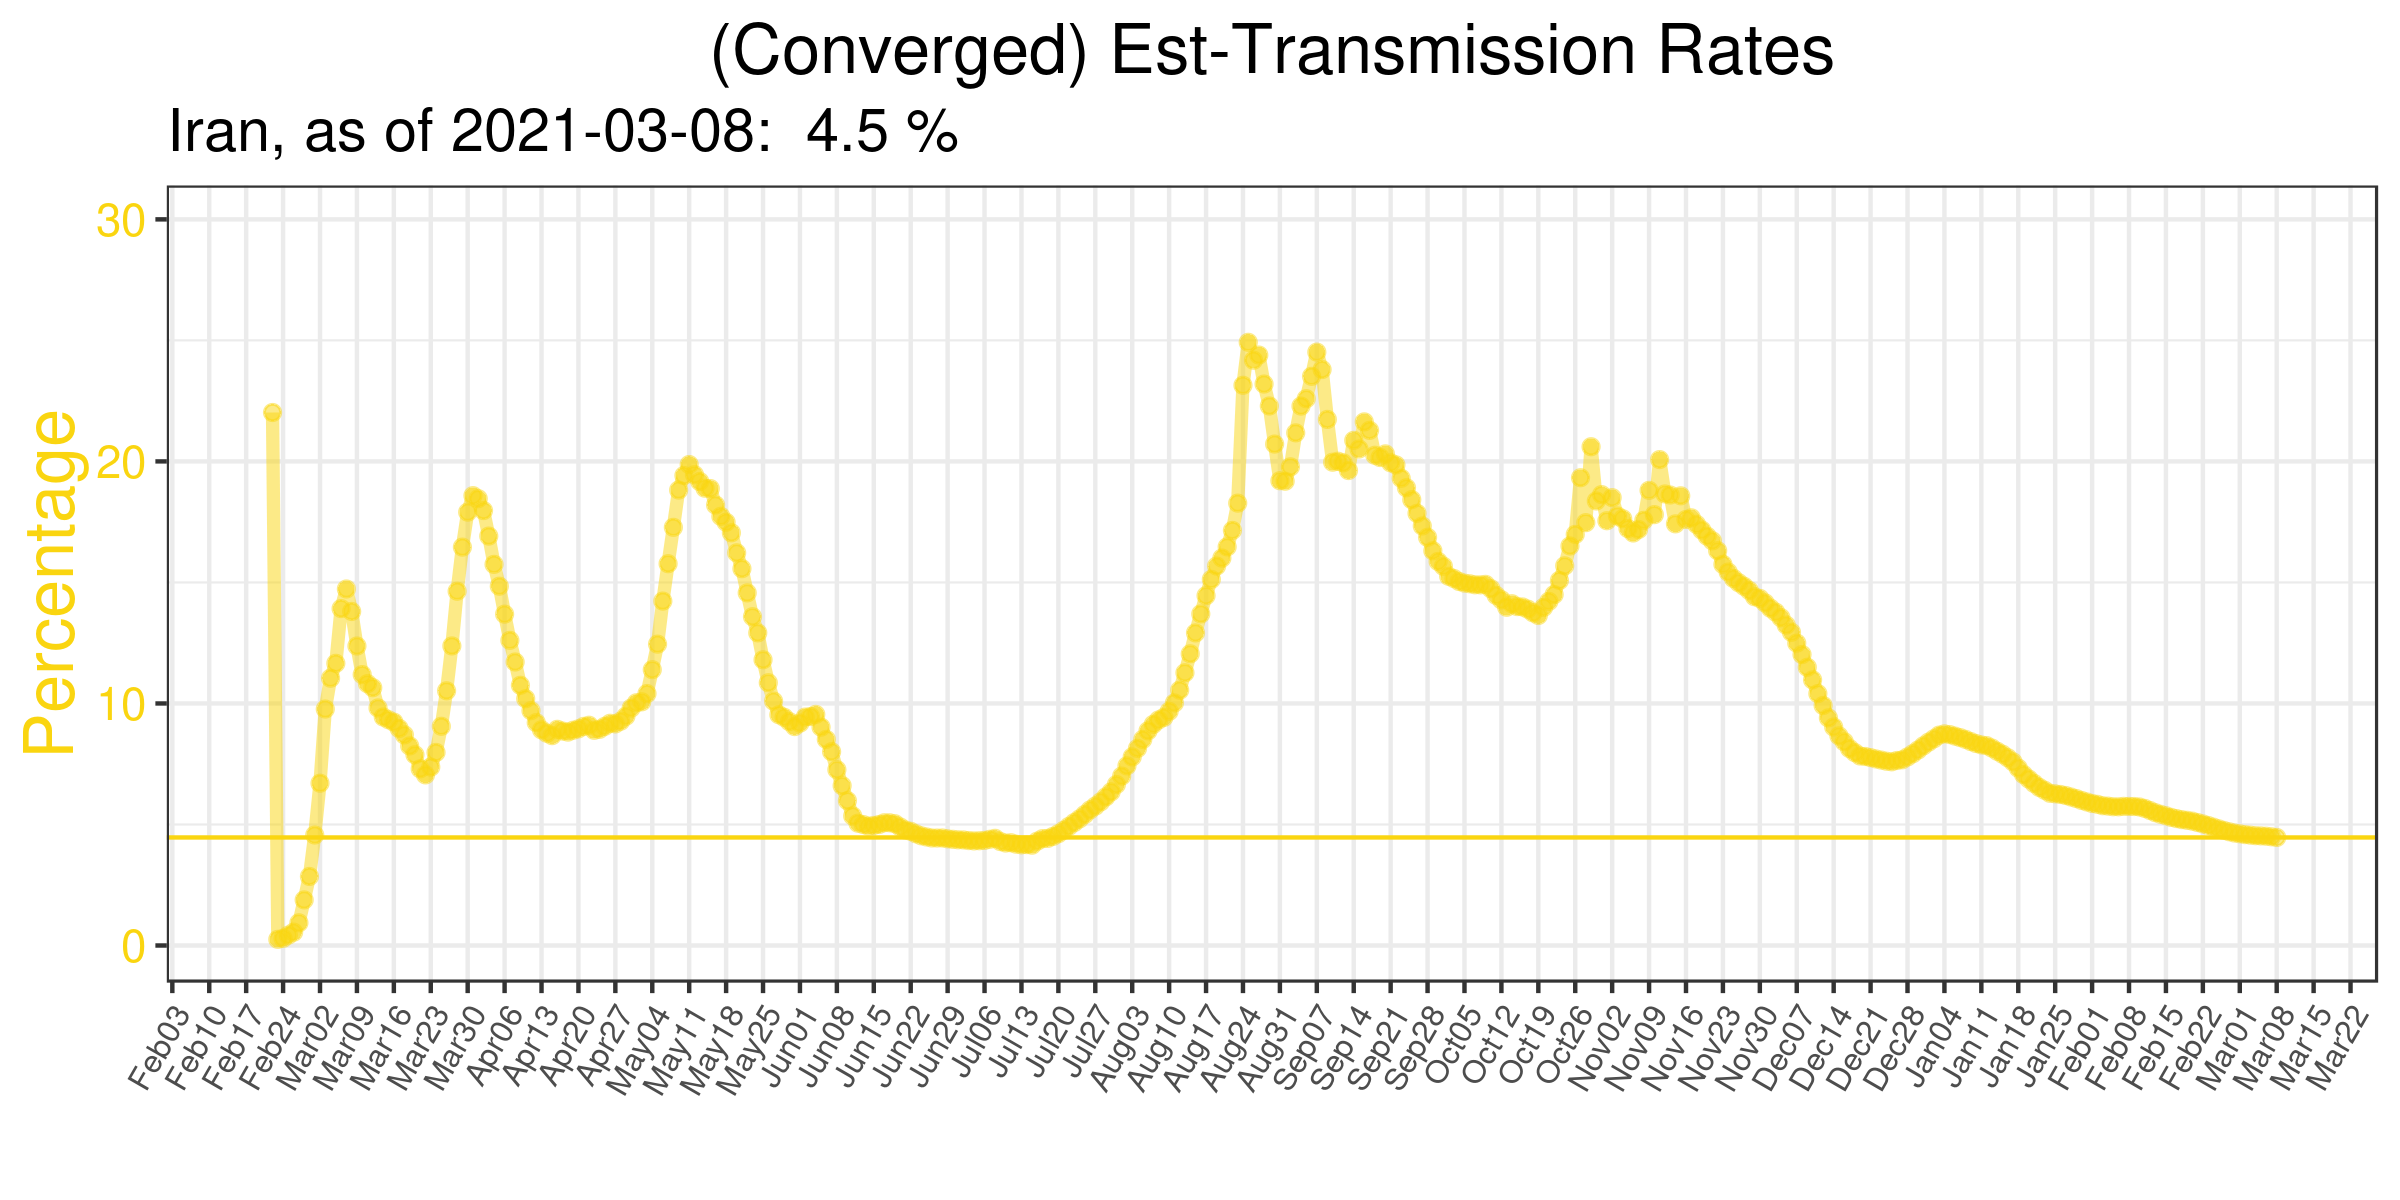 (Converged) Est-Transmission Rates
Iran, as of 2021-03-08:  4.5 %
Percentage
30
20
10
0
Feb03
Feb10
Feb17
Feb24
Mar02
Mar09
Mar16
Mar23
Mar30
Apr06
Apr13
Apr20
Apr27
May04
May11
May18
May25
Jun01
Jun08
Jun15
Jun22
Jun29
Jul06
Jul13
Jul20
Jul27
Aug03
Aug10
Aug17
Aug24
Aug31
Sep07
Sep14
Sep21
Sep28
Oct05
Oct12
Oct19
Oct26
Nov02
Nov09
Nov16
Nov23
Nov30
Dec07
Dec14
Dec21
Dec28
Jan04
Jan11
Jan18
Jan25
Feb01
Feb08
Feb15
Feb22
Mar01
Mar08
Mar15
Mar22